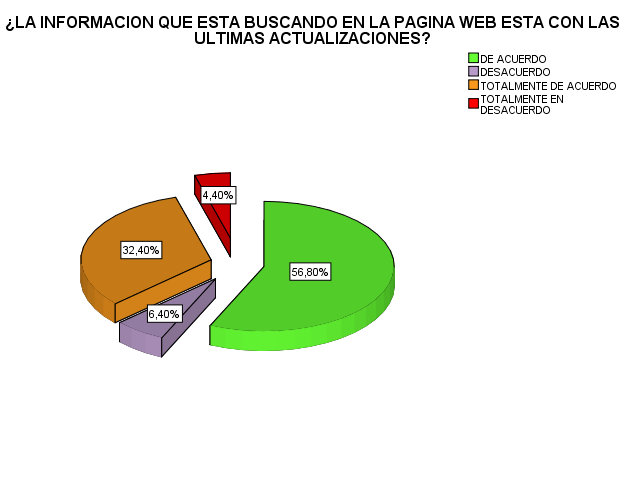 ¿LA INFORMACION QUE ESTA BUSCANDO EN LA PAGINA WEB ESTA CON LAS
ULTIMAS ACTUALIZACIONES?
DE ACUERDO
DESACUERDO
TOTALMENTE DE ACUERDO
TOTALMENTE EN
DESACUERDO
4,40%
32,40%
56,80%
6,40%